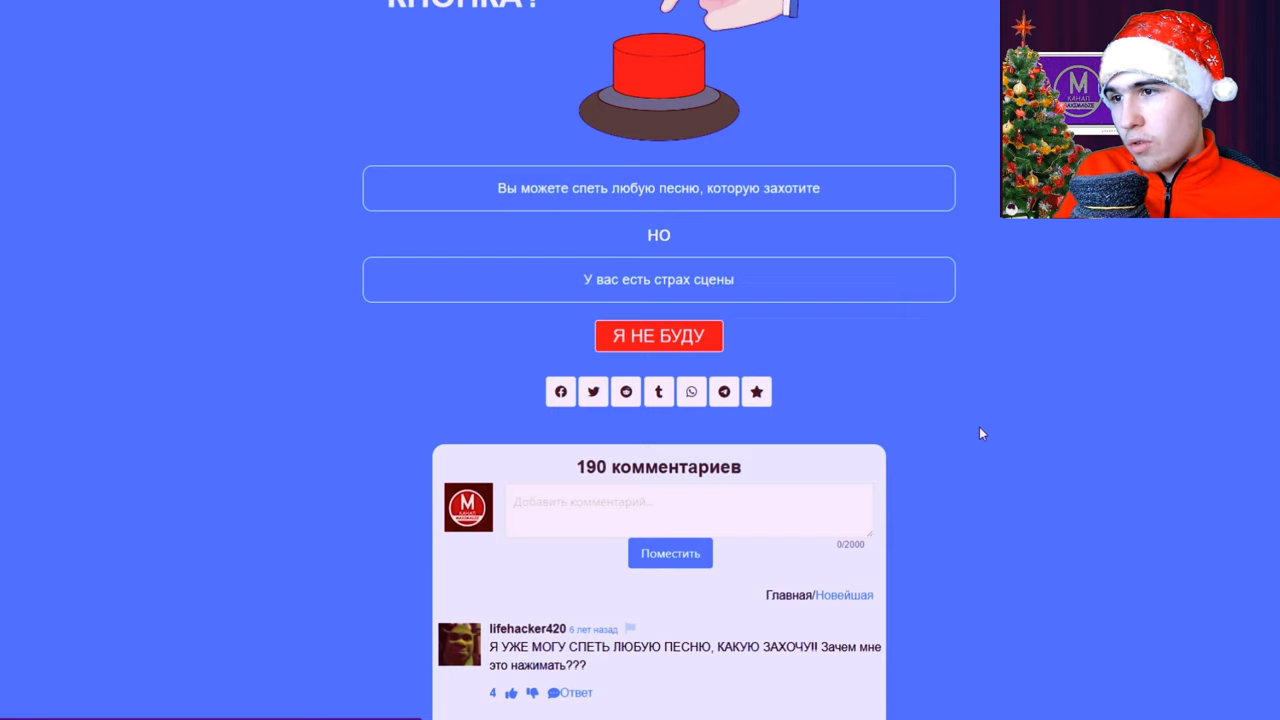 КНОПКА?
М
КАНАЛ
Вы можете спеть любую песню, которую захотите
НО
У вас есть страх сцены
Я НЕ БУДУ
190 комментариев
М
КАНАЛ
Добавить комментарий...
0/2000
Поместить
Главная/Новейшая
lifehacker420 6 лет назад
Я УЖЕ МОГУ СПЕТЬ ЛЮБУЮ ПЕСНЮ, КАКУЮ ЗАХОЧУ!! Зачем мне
это нажимать???
4 Ответ